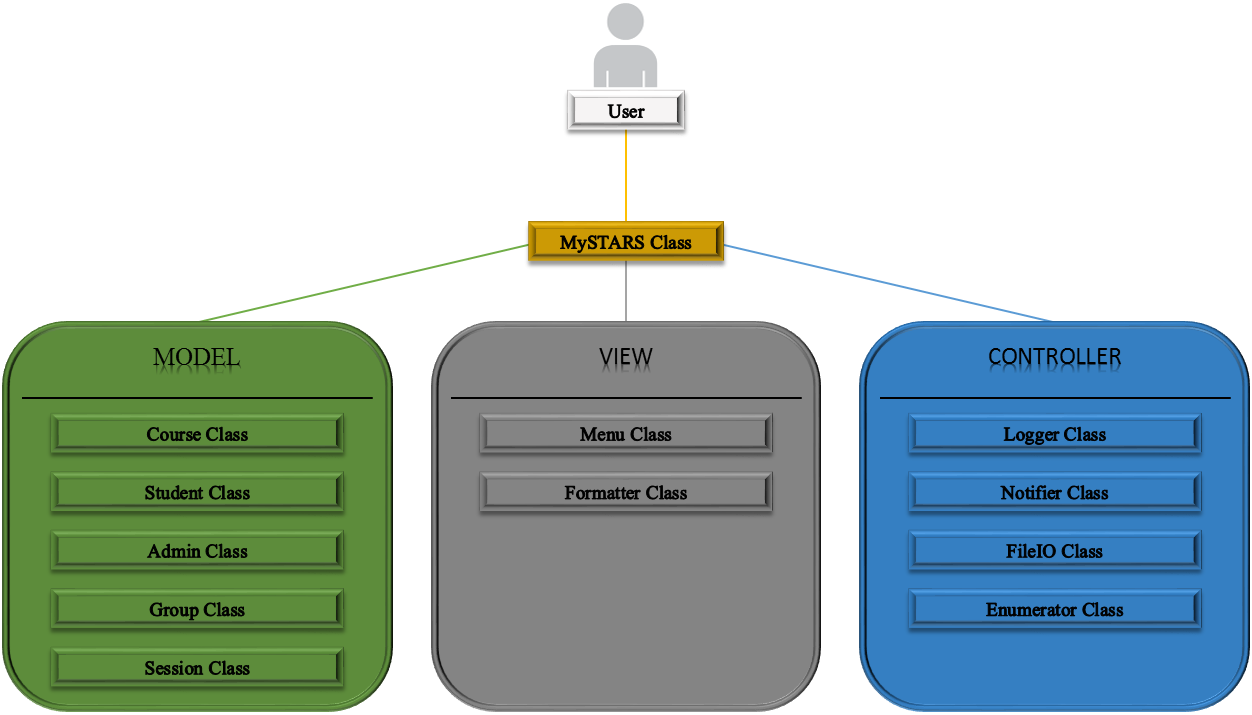 User
MySTARS Class
MODEL
Course Class
Student Class
Admin Class
Group Class
Session Class
VIEW
Menu Class
Formatter Class
CONTROLLER
Logger Class
Notifier Class
FileIO Class
Enumerator Class